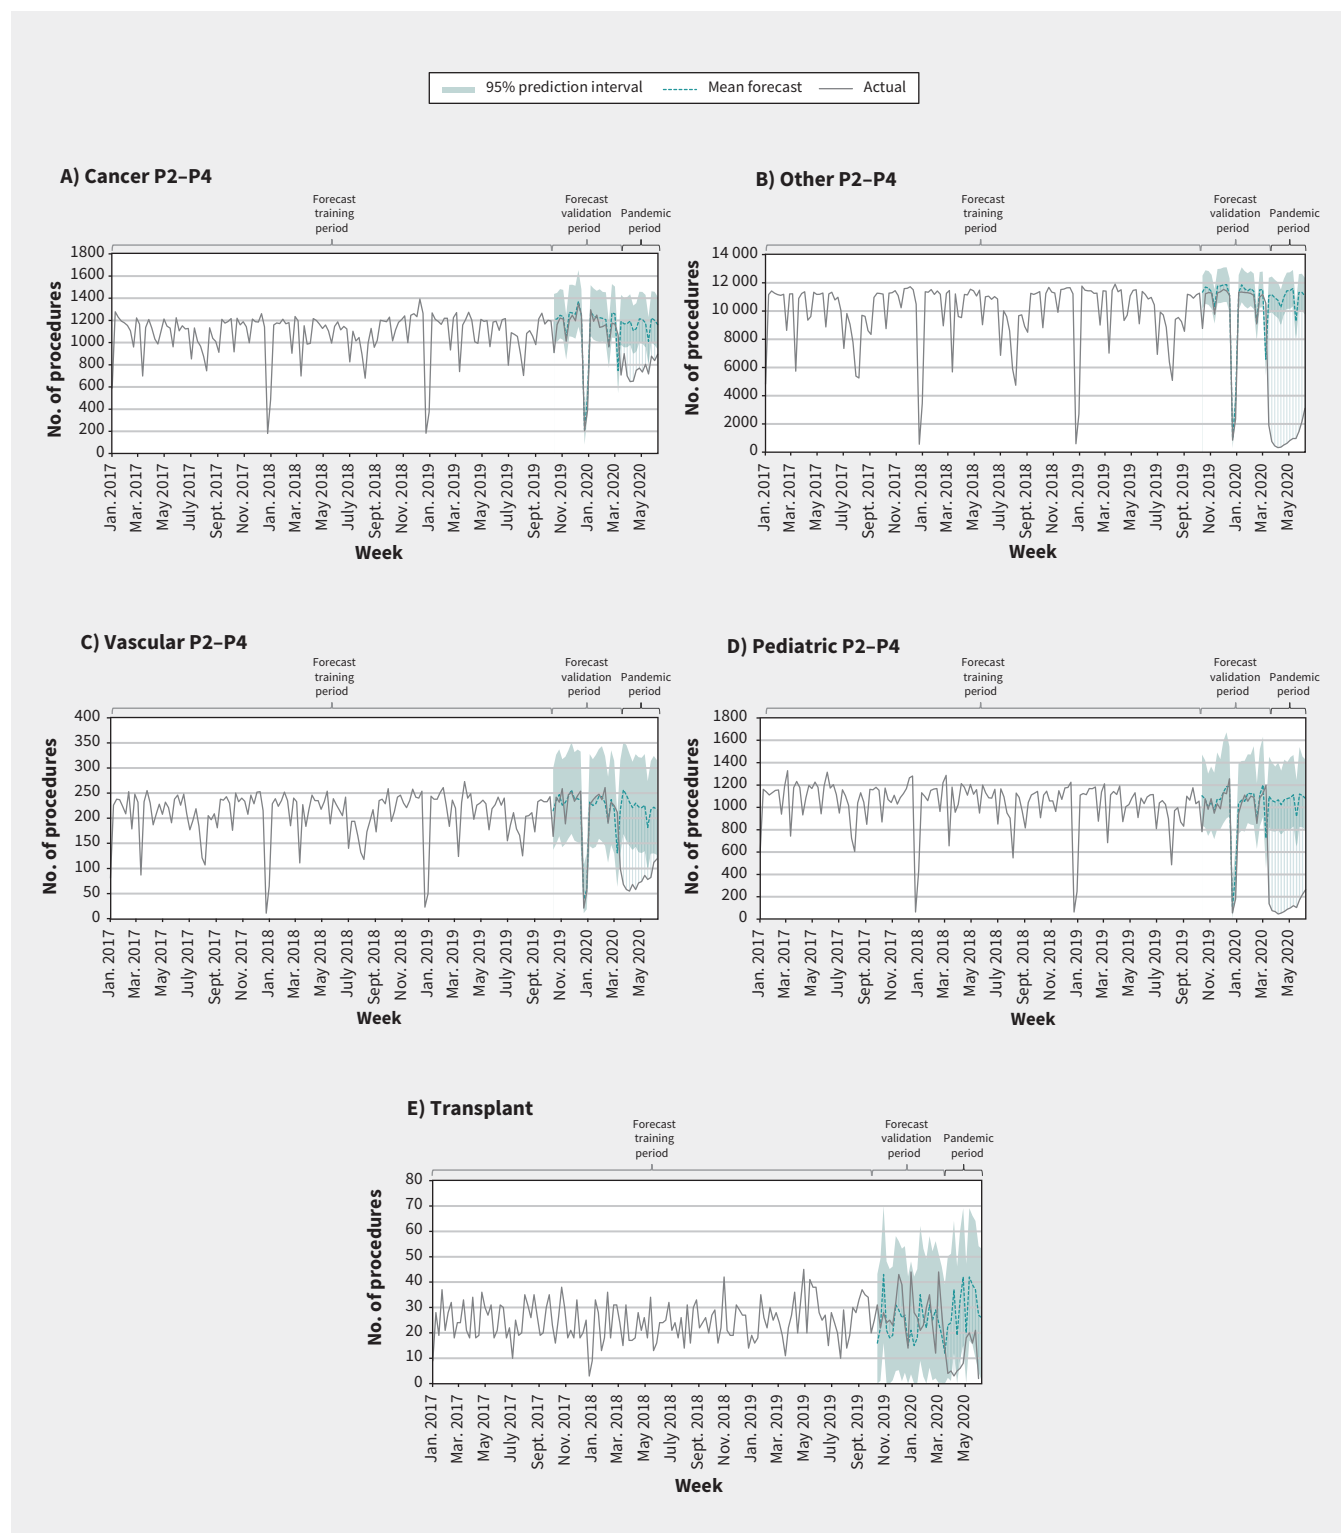 95% prediction interval Mean forecast Actual
A) Cancer P2–P4
Forecast
training
period
Forecast
validation
period
Pandemic
period
No. of procedures
1800
1600
1400
1200
1000
800
600
400
200
0
Jan. 2017
Mar. 2017
May 2017
July 2017
Sept. 2017
Nov. 2017
Jan. 2018
Mar. 2018
May 2018
July 2018
Sept. 2018
Nov. 2018
Jan. 2019
Mar. 2019
May 2019
July 2019
Sept. 2019
Nov. 2019
Jan. 2020
Mar. 2020
May 2020
Week
B) Other P2–P4
Forecast
training
period
Forecast
validation
period
Pandemic
period
No. of procedures
14 000
12 000
10 000
8000
6000
4000
2000
0
Jan. 2017
Mar. 2017
May 2017
July 2017
Sept. 2017
Nov. 2017
Jan. 2018
Mar. 2018
May 2018
July 2018
Sept. 2018
Nov. 2018
Jan. 2019
Mar. 2019
May 2019
July 2019
Sept. 2019
Nov. 2019
Jan. 2020
Mar. 2020
May 2020
Week
C) Vascular P2–P4
Forecast
training
period
Forecast
validation
period
Pandemic
period
No. of procedures
400
350
300
250
200
150
100
50
0
Jan. 2017
Mar. 2017
May 2017
July 2017
Sept. 2017
Nov. 2017
Jan. 2018
Mar. 2018
May 2018
July 2018
Sept. 2018
Nov. 2018
Jan. 2019
Mar. 2019
May 2019
July 2019
Sept. 2019
Nov. 2019
Jan. 2020
Mar. 2020
May 2020
Week
D) Pediatric P2–P4
Forecast
training
period
Forecast
validation
period
Pandemic
period
No. of procedures
1800
1600
1400
1200
1000
800
600
400
200
0
Jan. 2017
Mar. 2017
May 2017
July 2017
Sept. 2017
Nov. 2017
Jan. 2018
Mar. 2018
May 2018
July 2018
Sept. 2018
Nov. 2018
Jan. 2019
Mar. 2019
May 2019
July 2019
Sept. 2019
Nov. 2019
Jan. 2020
Mar. 2020
May 2020
Week
E) Transplant
Forecast
training
period
Forecast
validation
period
Pandemic
period
No. of procedures
80
70
60
50
40
30
20
10
0
Jan. 2017
Mar. 2017
May 2017
July 2017
Sept. 2017
Nov. 2017
Jan. 2018
Mar. 2018
May 2018
July 2018
Sept. 2018
Nov. 2018
Jan. 2019
Mar. 2019
May 2019
July 2019
Sept. 2019
Nov. 2019
Jan. 2020
Mar. 2020
May 2020
Week